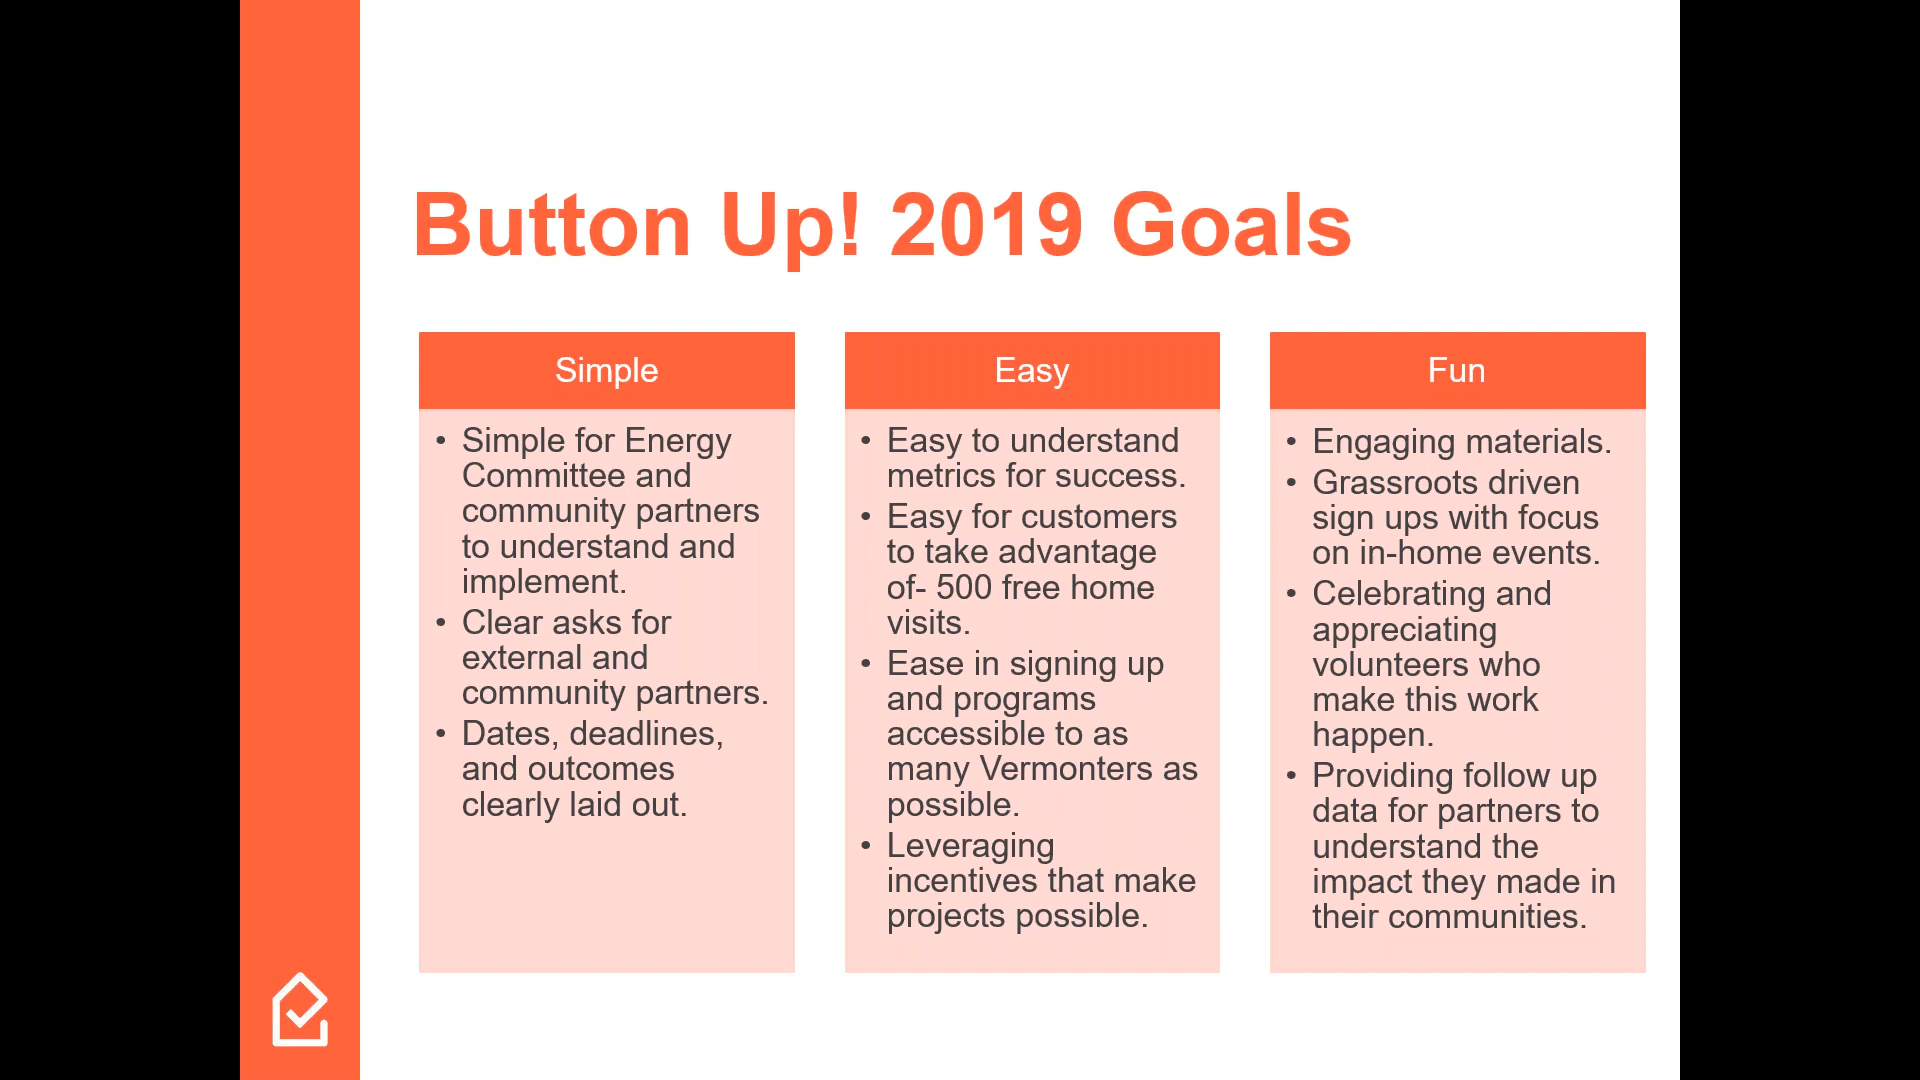 Button Up! 2019 Goals
Simple
• Simple for Energy
Committee and
community partners
to understand and
implement.
• Clear asks for
external and
community partners.
• Dates, deadlines,
and outcomes
clearly laid out.
Easy
• Easy to understand
metrics for success.
• Easy for customers
to take advantage
of- 500 free home
visits.
• Ease in signing up
and programs
accessible to as
many Vermonters as
possible.
• Leveraging
incentives that make
projects possible.
Fun
• Engaging materials.
• Grassroots driven
sign ups with focus
on in-home events.
• Celebrating and
appreciating
volunteers who
make this work
happen.
• Providing follow up
data for partners to
understand the
impact they made in
their communities.